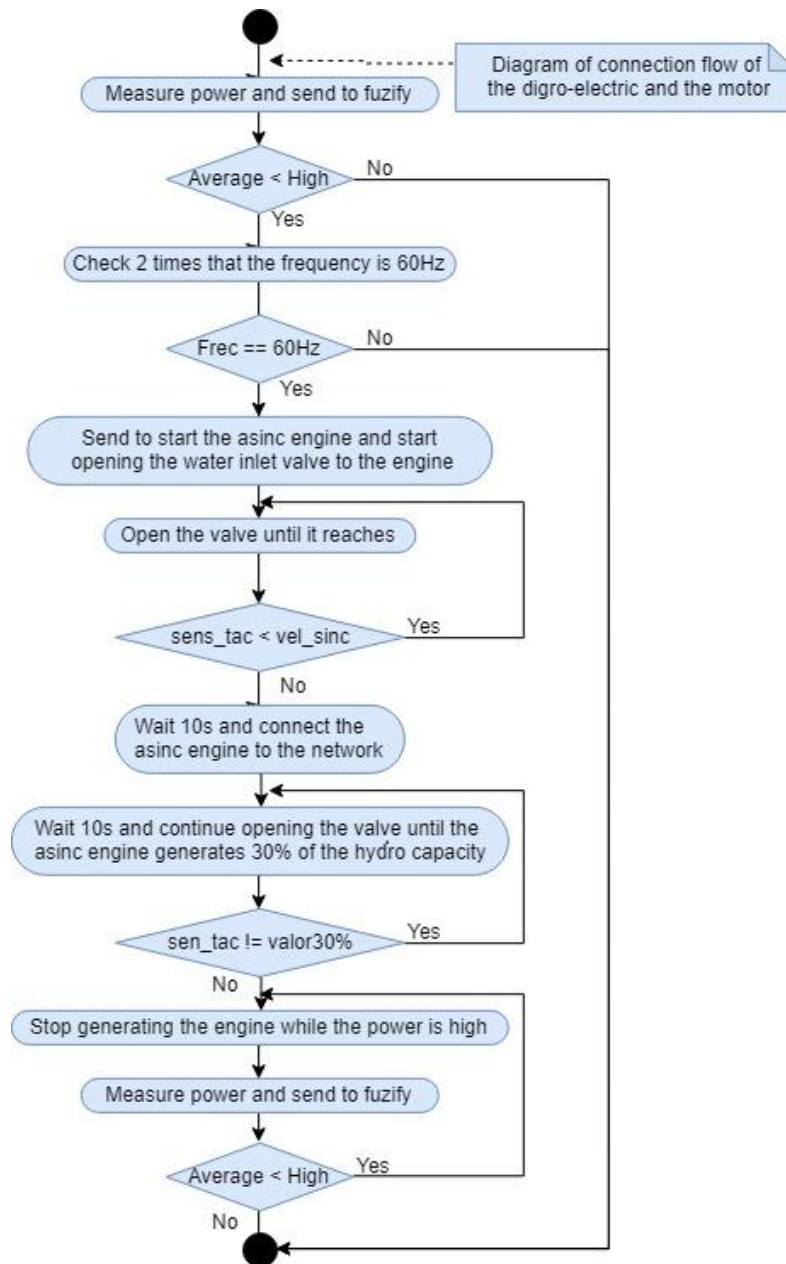 Diagram of connection flow of
the digro-electric and the motor
Measure power and send to fuzify
Average < High
No
Yes
Check 2 times that the frequency is 60Hz
Frec == 60Hz
No
Yes
Send to start the asinc engine and start
opening the water inlet valve to the engine
Open the valve until it reaches
sens_tac < vel_sinc
Yes
No
Wait 10s and connect the
asinc engine to the network
Wait 10s and continue opening the valve until the
asinc engine generates 30% of the hydro capacity
sen_tac != valor30%
Yes
No
Stop generating the engine while the power is high
Measure power and send to fuzify
Average < High
Yes
No